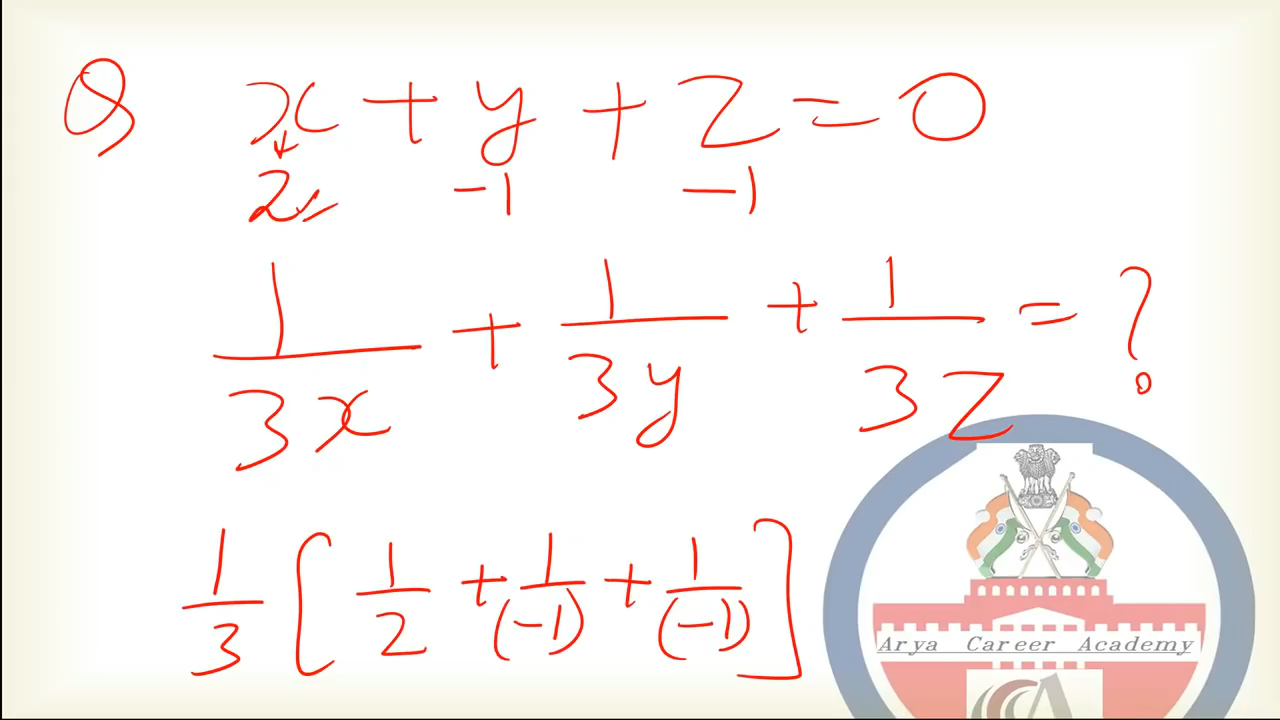 Q x + y + z = 0
2 -1 -1
1/3x + 1/3y + 1/3z = ?
1/3 [ 1/2 + 1/(-1) + 1/(-1) ]
Arya Career Academy